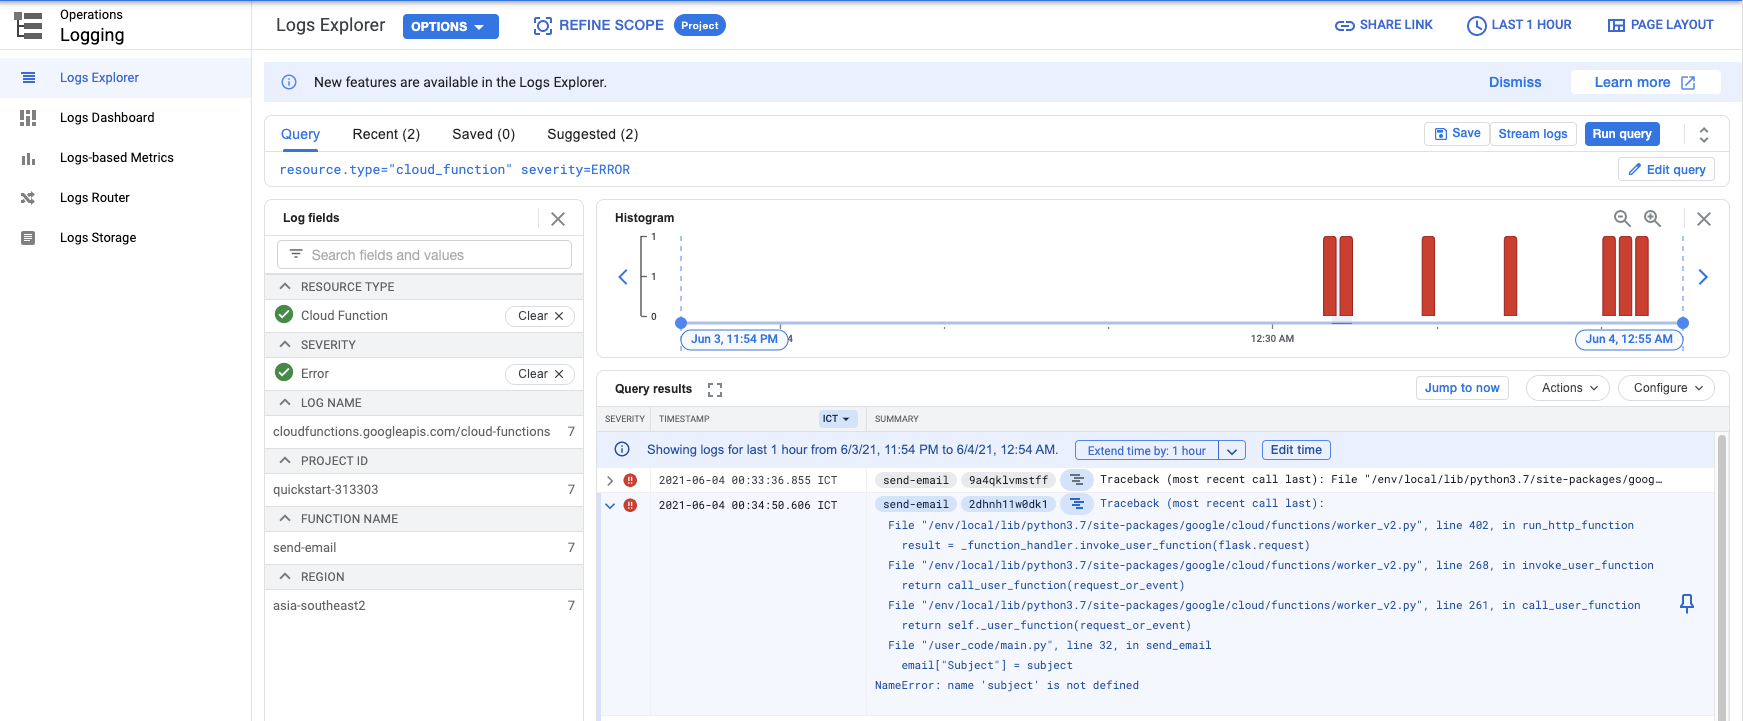 Operations
Logging
Logs Explorer
OPTIONS
REFINE SCOPE
Project
SHARE LINK
LAST 1 HOUR
PAGE LAYOUT
Logs Explorer
Logs Dashboard
Logs-based Metrics
Logs Router
Logs Storage
New features are available in the Logs Explorer.
Dismiss
Learn more
Query
Recent (2)
Saved (0)
Suggested (2)
Save
Stream logs
Run query
resource.type="cloud_function" severity=ERROR
Edit query
Log fields
Search fields and values
RESOURCE TYPE
Cloud Function
Clear
SEVERITY
Error
Clear
LOG NAME
cloudfunctions.googleapis.com/cloud-functions 7
PROJECT ID
quickstart-313303 7
FUNCTION NAME
send-email 7
REGION
asia-southeast2 7
Histogram
1
1
0
Jun 3, 11:54 PM
4
12:30 AM
Jun 4, 12:55 AM
Query results
Jump to now
Actions
Configure
SEVERITY TIMESTAMP ICT SUMMARY
Showing logs for last 1 hour from 6/3/21, 11:54 PM to 6/4/21, 12:54 AM. Extend time by: 1 hour Edit time
2021-06-04 00:33:36.855 ICT send-email 9a4qklvmstff Traceback (most recent call last): File "/env/local/lib/python3.7/site-packages/goog…
2021-06-04 00:34:50.606 ICT send-email 2dhnh11w0dk1 Traceback (most recent call last):
File "/env/local/lib/python3.7/site-packages/google/cloud/functions/worker_v2.py", line 402, in run_http_function
result = _function_handler.invoke_user_function(flask.request)
File "/env/local/lib/python3.7/site-packages/google/cloud/functions/worker_v2.py", line 268, in invoke_user_function
return call_user_function(request_or_event)
File "/env/local/lib/python3.7/site-packages/google/cloud/functions/worker_v2.py", line 261, in call_user_function
return self._user_function(request_or_event)
File "/user_code/main.py", line 32, in send_email
email["Subject"] = subject
NameError: name 'subject' is not defined